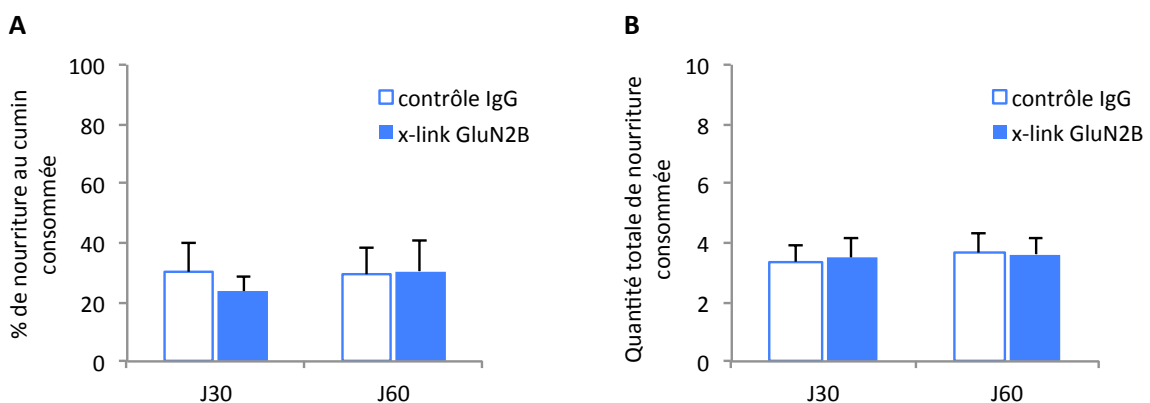 A
% de nourriture au cumin
consommée
100
80
60
40
20
0
contrôle IgG
x-link GluN2B
J30
J60
B
Quantité totale de nourriture
consommée
10
8
6
4
2
0
contrôle IgG
x-link GluN2B
J30
J60